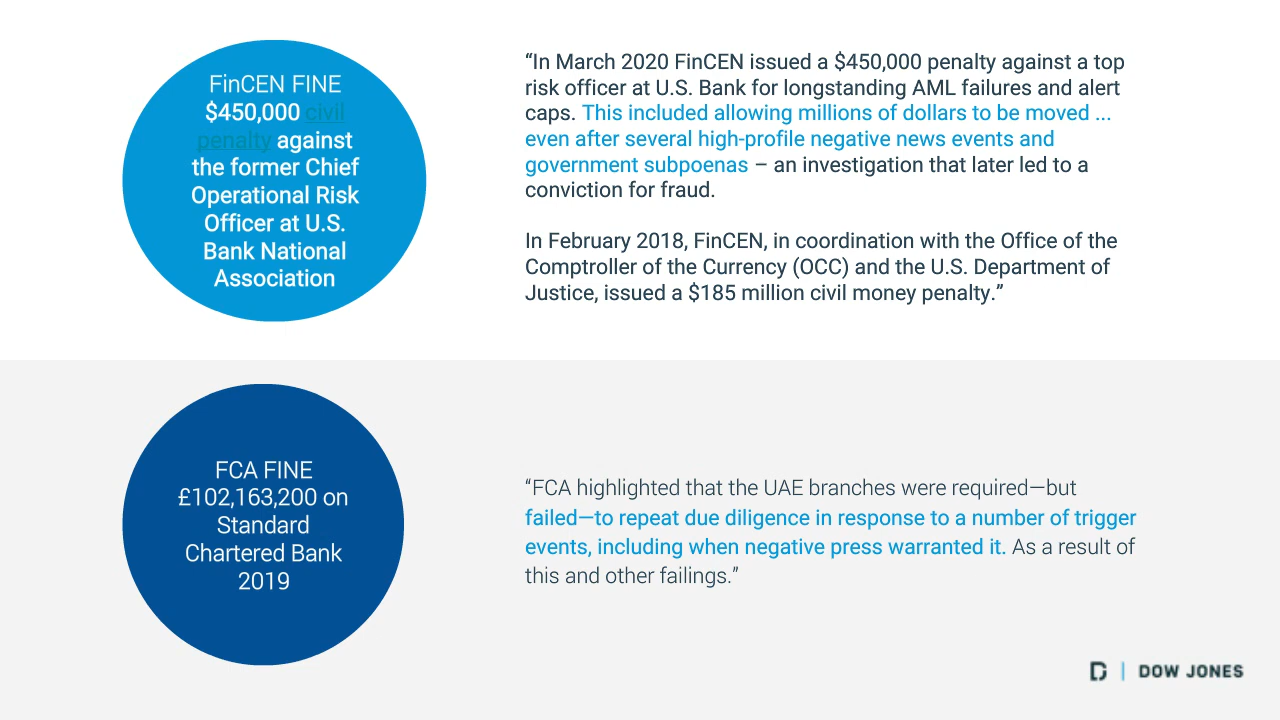 FinCEN FINE
$450,000 civil
penalty against
the former Chief
Operational Risk
Officer at U.S.
Bank National
Association
“In March 2020 FinCEN issued a $450,000 penalty against a top
risk officer at U.S. Bank for longstanding AML failures and alert
caps. This included allowing millions of dollars to be moved ...
even after several high-profile negative news events and
government subpoenas – an investigation that later led to a
conviction for fraud.
In February 2018, FinCEN, in coordination with the Office of the
Comptroller of the Currency (OCC) and the U.S. Department of
Justice, issued a $185 million civil money penalty.”
FCA FINE
£102,163,200 on
Standard
Chartered Bank
2019
“FCA highlighted that the UAE branches were required—but
failed—to repeat due diligence in response to a number of trigger
events, including when negative press warranted it. As a result of
this and other failings.”
DOW JONES